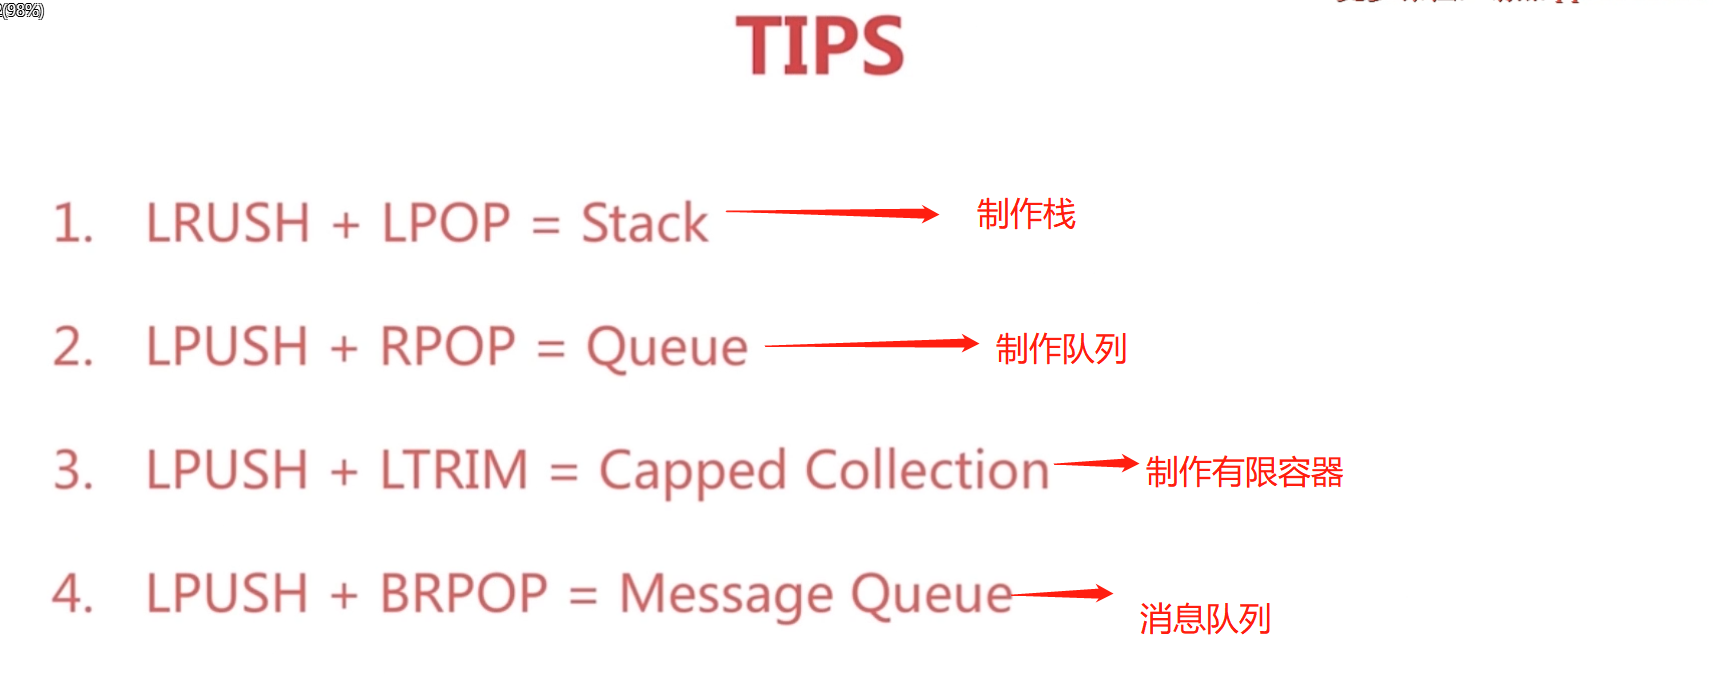 (98%)
TIPS
1. LRUSH + LPOP = Stack 制作栈
2. LPUSH + RPOP = Queue 制作队列
3. LPUSH + LTRIM = Capped Collection 制作有限容器
4. LPUSH + BRPOP = Message Queue 消息队列